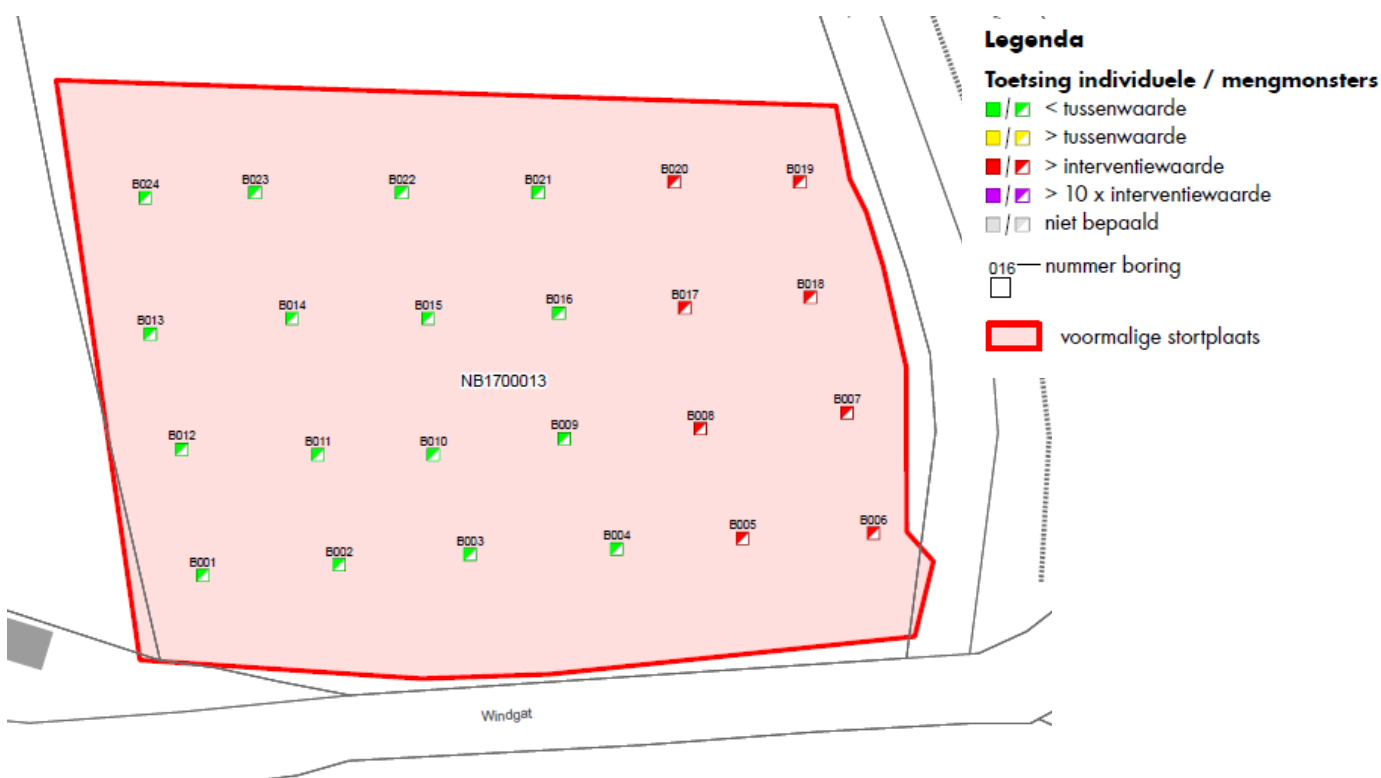 Legenda
Toetsing individuele / mengmonsters
/ < tussenwaarde
/ > tussenwaarde
/ > interventiewaarde
/ > 10 x interventiewaarde
/ niet bepaald
016 nummer boring
voormalige stortplaats
B024 B023 B022 B021 B020 B019
B013 B014 B015 B016 B017 B018
NB1700013
B012 B011 B010 B009 B008 B007
B001 B002 B003 B004 B005 B006
Windgat